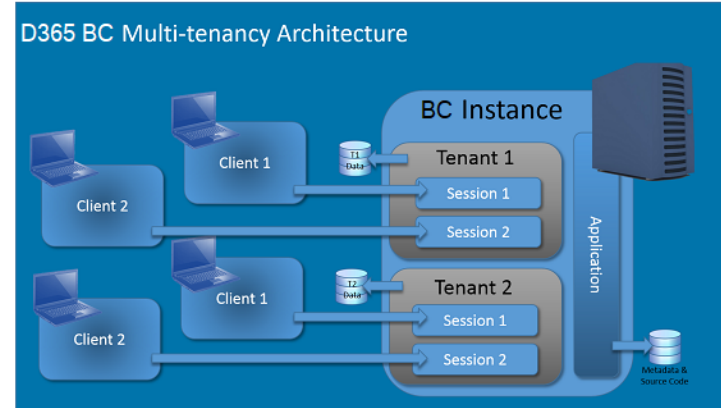 D365 BC Multi-tenancy Architecture
BC Instance
Client 1
T1
Data
Tenant 1
Session 1
Client 2
Session 2
Application
Client 1
T2
Data
Tenant 2
Session 1
Client 2
Session 2
Metadata &
Source Code